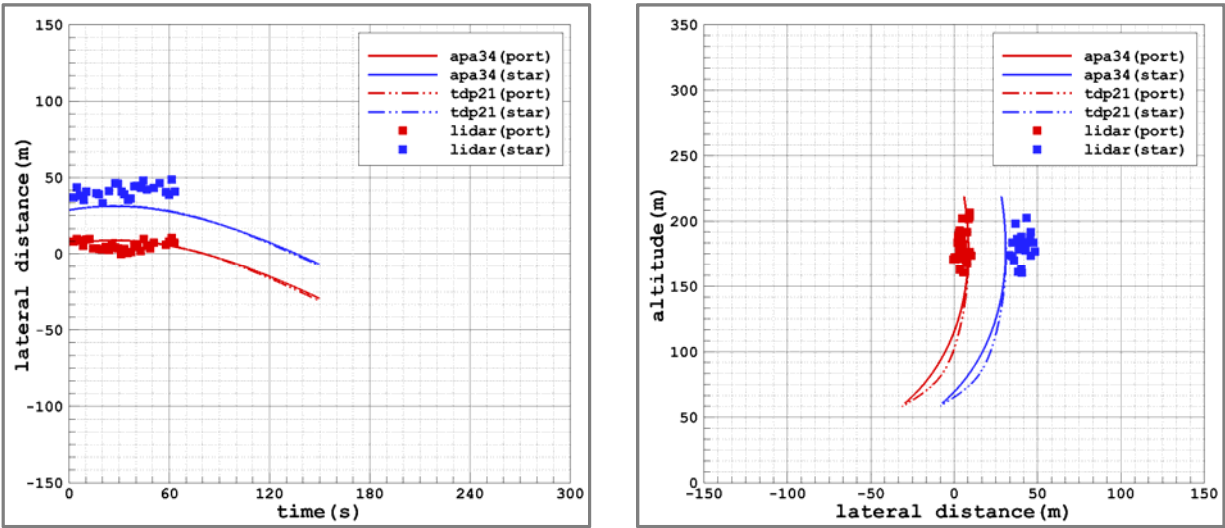 150
100
50
0
-50
-100
-150
lateral distance(m)
apa34(port)
apa34(star)
tdp21(port)
tdp21(star)
lidar(port)
lidar(star)
0 60 120 180 240 300
time(s)
350
300
250
200
150
100
50
0
altitude(m)
apa34(port)
apa34(star)
tdp21(port)
tdp21(star)
lidar(port)
lidar(star)
-150 -100 -50 0 50 100 150
lateral distance(m)